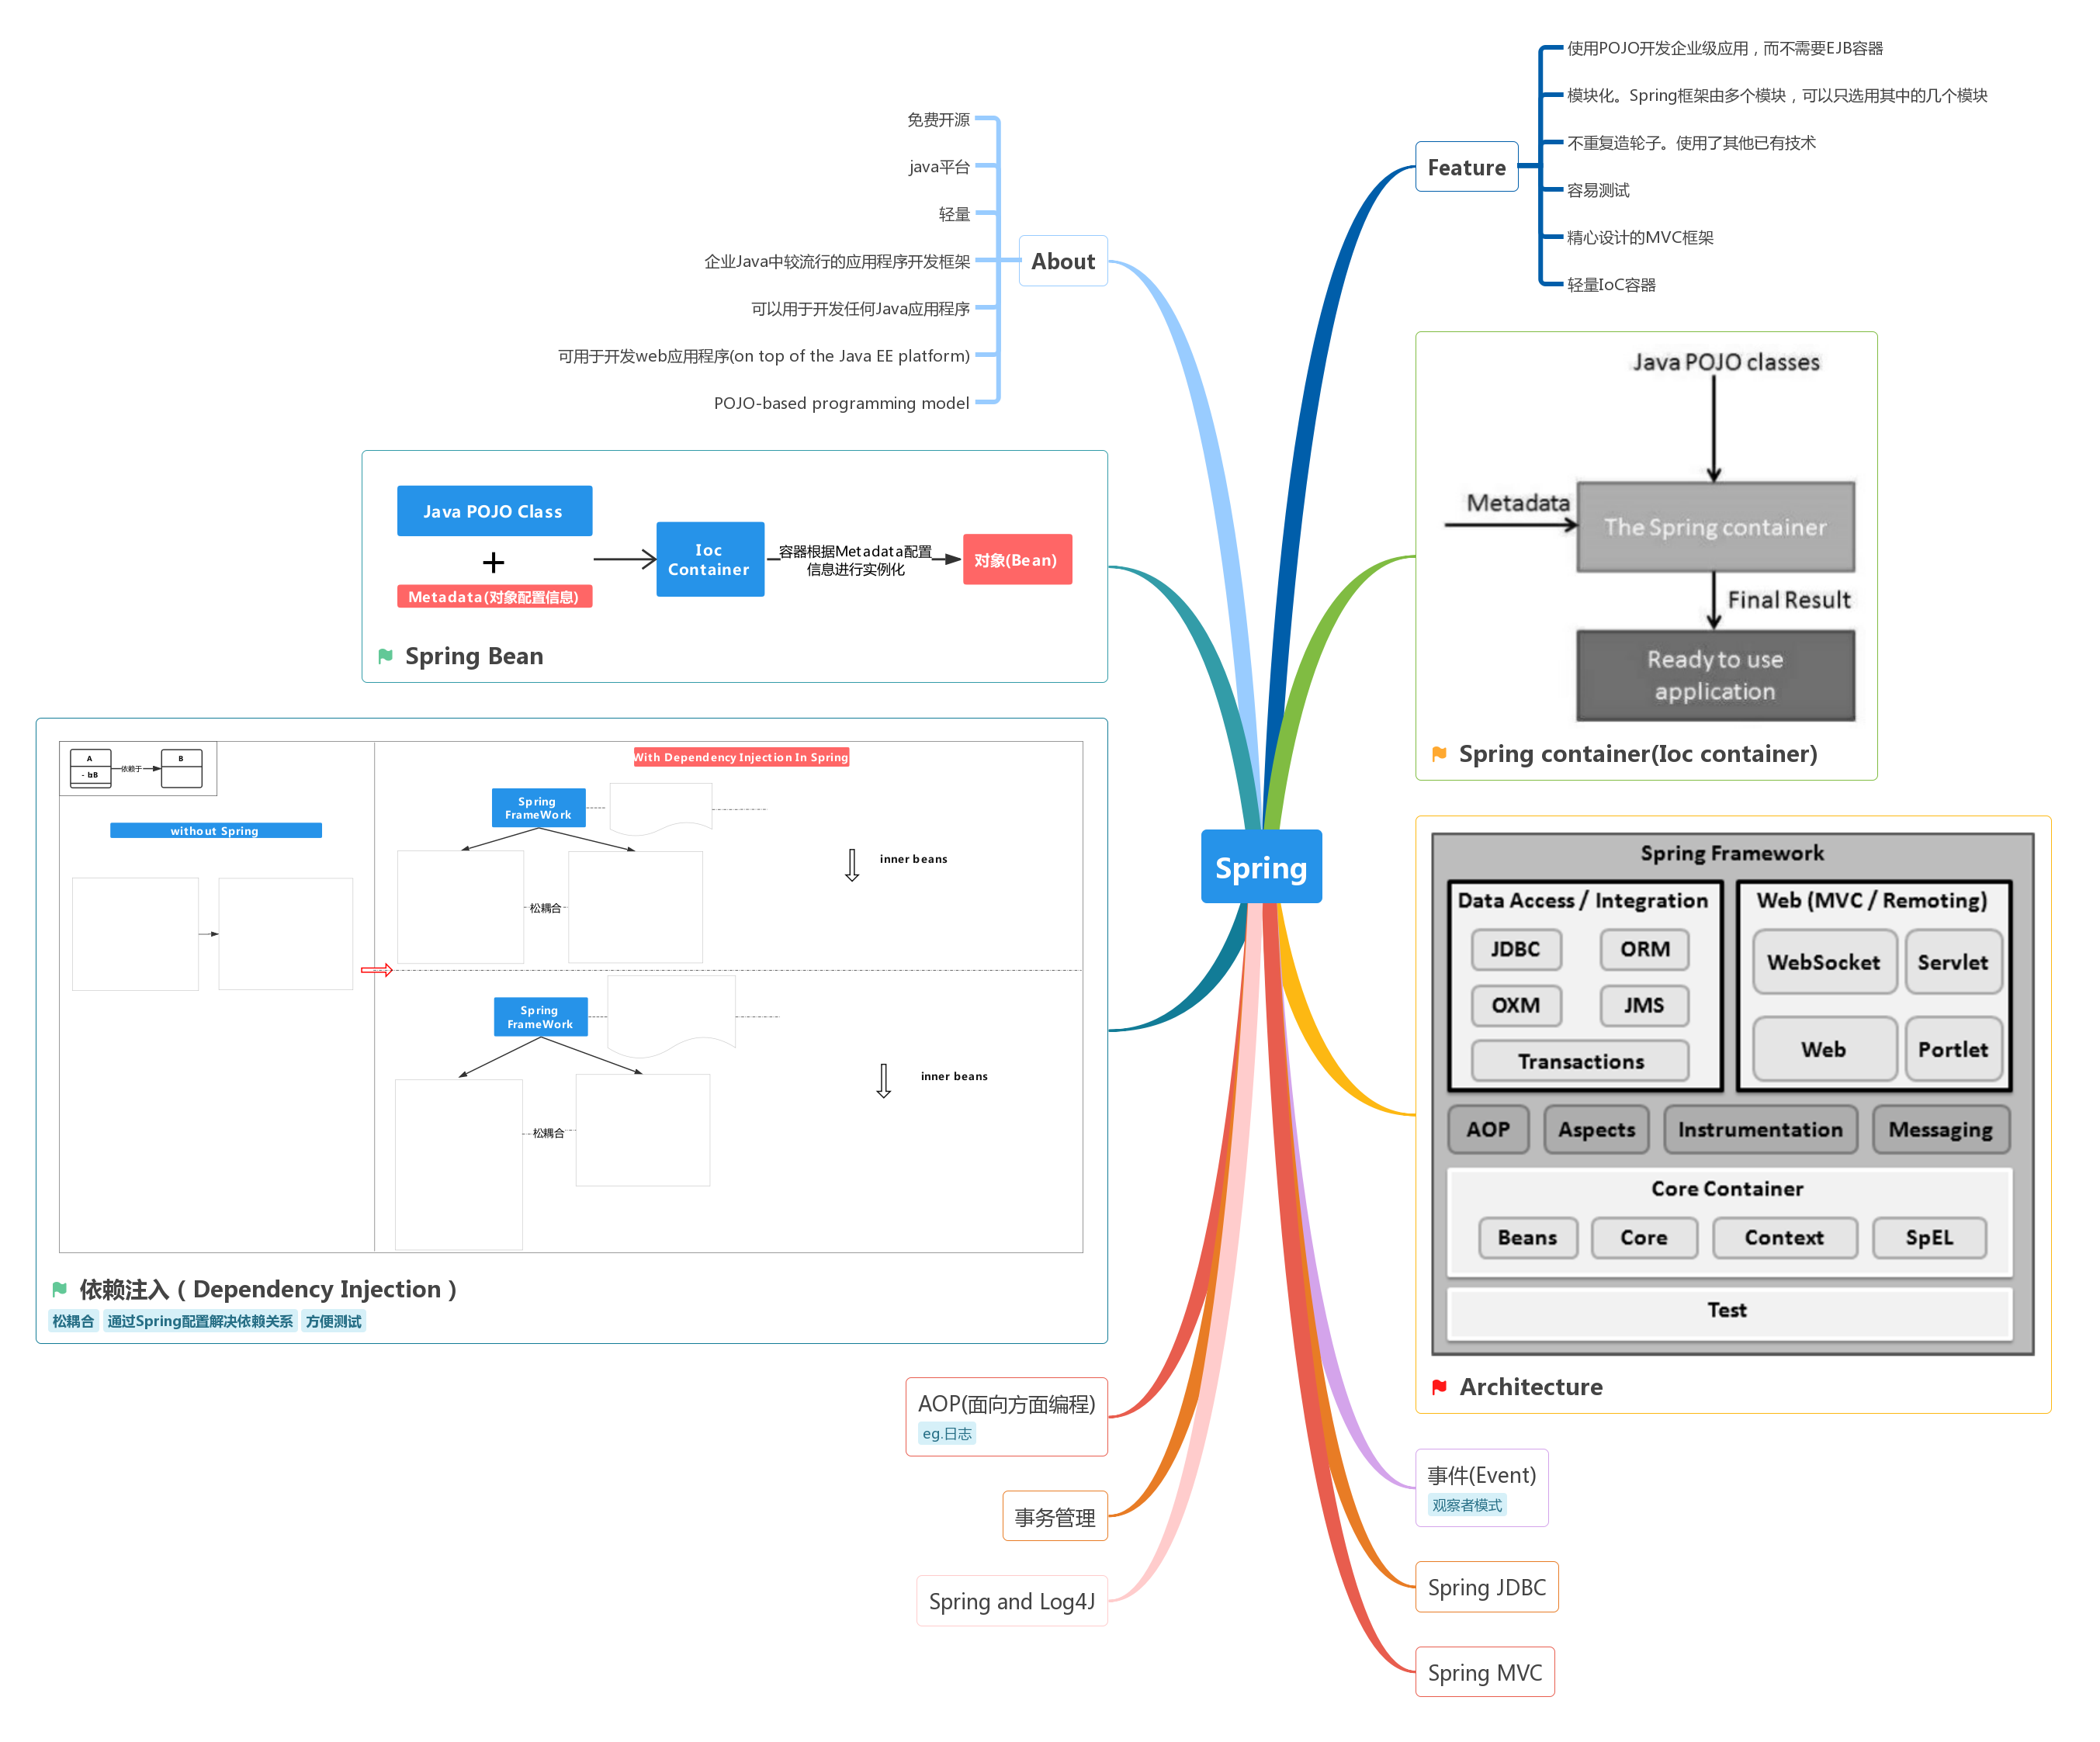 Spring
Feature
使用POJO开发企业级应用，而不需要EJB容器
模块化。Spring框架由多个模块，可以只选用其中的几个模块
不重复造轮子。使用了其他已有技术
容易测试
精心设计的MVC框架
轻量IoC容器
Java POJO classes
Metadata
The Spring container
Final Result
Ready to use
application
Spring container(Ioc container)
Spring Framework
Data Access / Integration
JDBC
ORM
OXM
JMS
Transactions
Web (MVC / Remoting)
WebSocket
Servlet
Web
Portlet
AOP
Aspects
Instrumentation
Messaging
Core Container
Beans
Core
Context
SpEL
Test
Architecture
事件(Event)
观察者模式
Spring JDBC
Spring MVC
About
免费开源
java平台
轻量
企业Java中较流行的应用程序开发框架
可以用于开发任何Java应用程序
可用于开发web应用程序(on top of the Java EE platform)
POJO-based programming model
Java POJO Class
+
Metadata(对象配置信息)
Ioc
Container
容器根据Metadata配置
信息进行实例化
对象(Bean)
Spring Bean
A
- b:B
依赖于
B
without Spring
With Dependency Injection In Spring
Spring
FrameWork
松耦合
inner beans
Spring
FrameWork
松耦合
inner beans
依赖注入（Dependency Injection）
松耦合
通过Spring配置解决依赖关系
方便测试
AOP(面向方面编程)
eg.日志
事务管理
Spring and Log4J